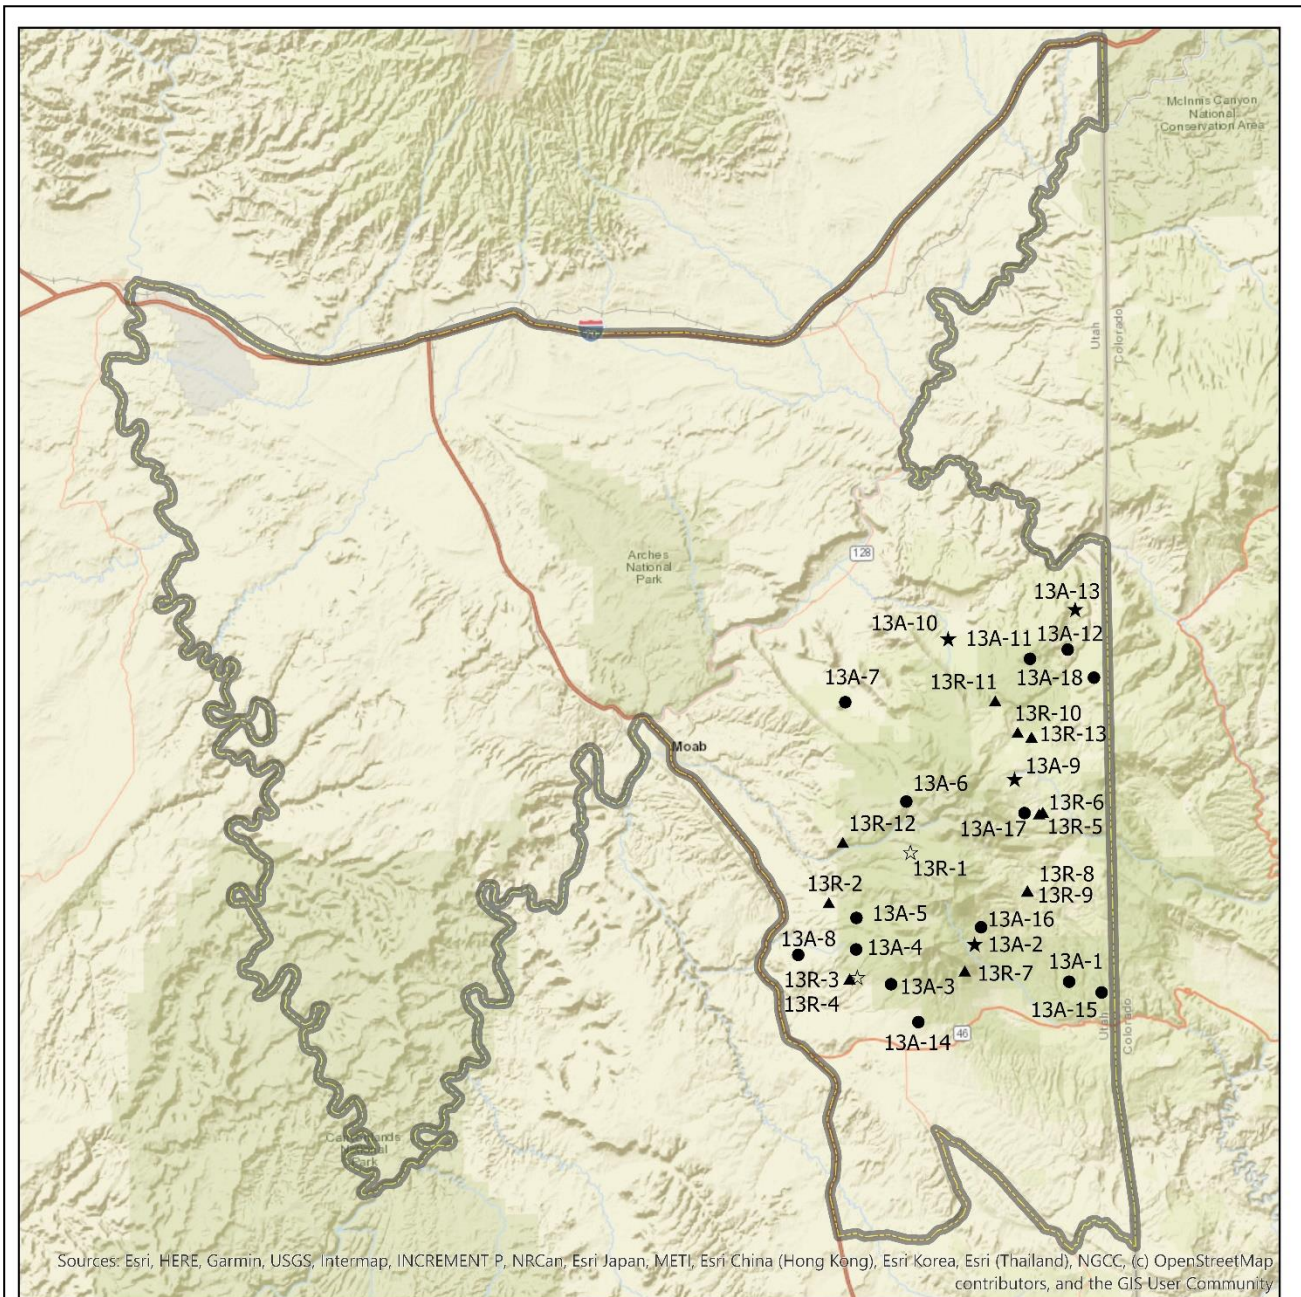 McInnis Canyon
National
Conservation Area
Utah
Colorado
Arches
National
Park
128
13A-13
13A-10
13A-11
13A-12
13A-7
13R-11
13A-18
13R-10
13R-13
Moab
13A-9
13A-6
13R-6
13R-12
13A-17
13R-5
13R-1
13R-8
13R-2
13R-9
13A-5
13A-16
13A-8
13A-4
13A-2
13A-1
13R-3
13A-3
13R-7
13R-4
13A-15
Utah
Colorado
46
13A-14
Canyonlands
National
Park
Sources: Esri, HERE, Garmin, USGS, Intermap, INCREMENT P, NRCan, Esri Japan, METI, Esri China (Hong Kong), Esri Korea, Esri (Thailand), NGCC, (c) OpenStreetMap
contributors, and the GIS User Community